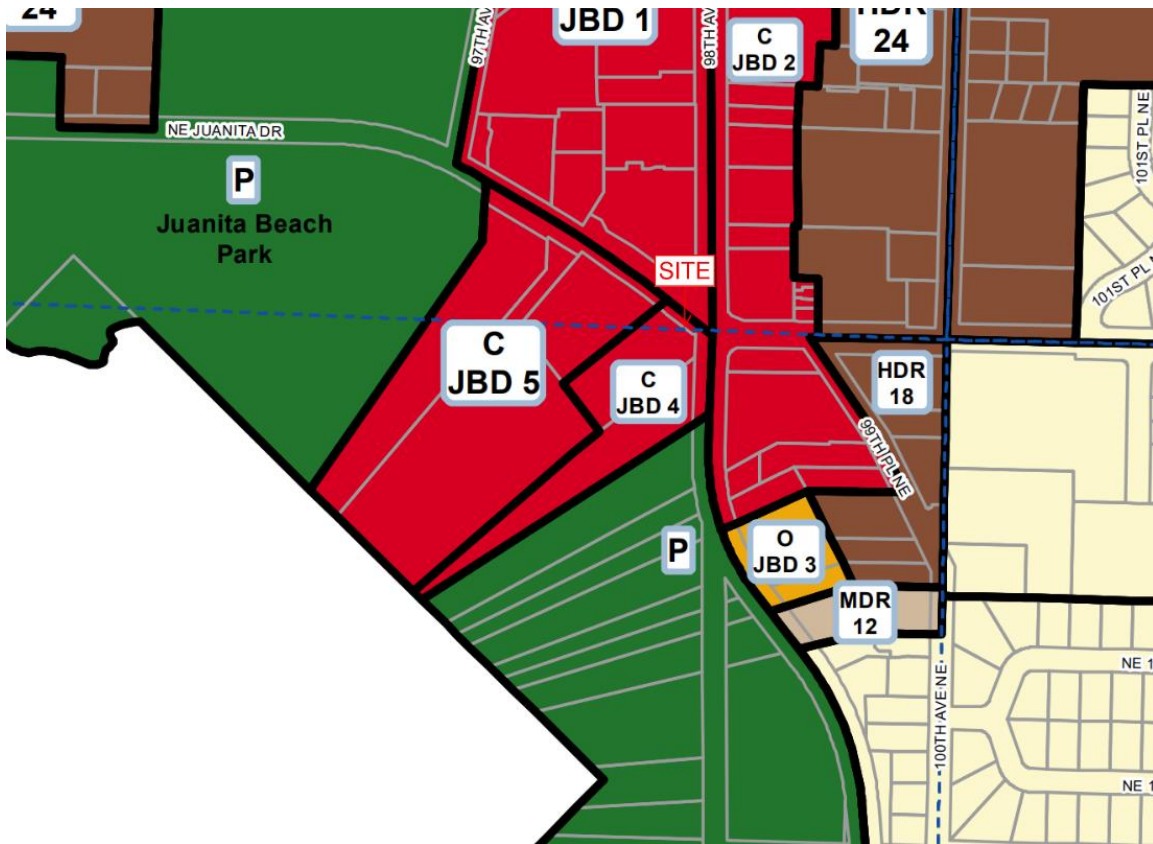 24
97TH AV
JBD 1
98TH AV
C
JBD 2
HDR
24
101ST PL NE
NE JUANITA DR
P
Juanita Beach
Park
SITE
101ST PL N
C
JBD 5
C
JBD 4
HDR
18
99TH PL NE
P
O
JBD 3
MDR
12
100TH AVE NE
NE 1
NE 1